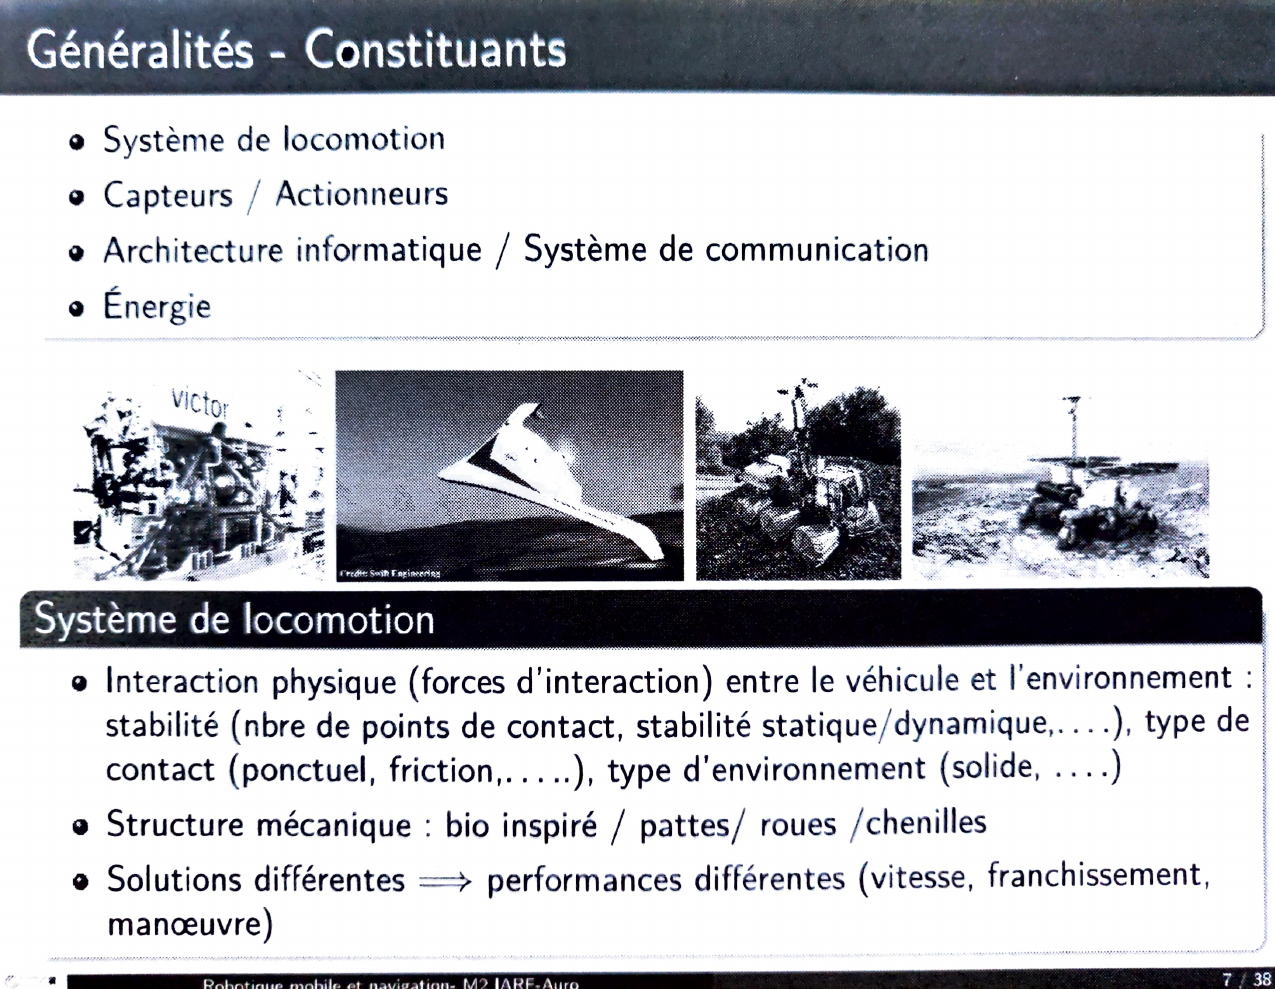 Généralités - Constituants
Système de locomotion
Capteurs / Actionneurs
Architecture informatique / Système de communication
Énergie
victor
Credit: Swift Engineering
Système de locomotion
Interaction physique (forces d'interaction) entre le véhicule et l'environnement :
stabilité (nbre de points de contact, stabilité statique/dynamique,. . . .), type de
contact (ponctuel, friction,. . . . .), type d'environnement (solide, . . . .)
Structure mécanique : bio inspiré / pattes/ roues /chenilles
Solutions différentes ⟹ performances différentes (vitesse, franchissement,
manœuvre)
Robotique mobile et navigation- M2 IARF-Auro
7 / 38